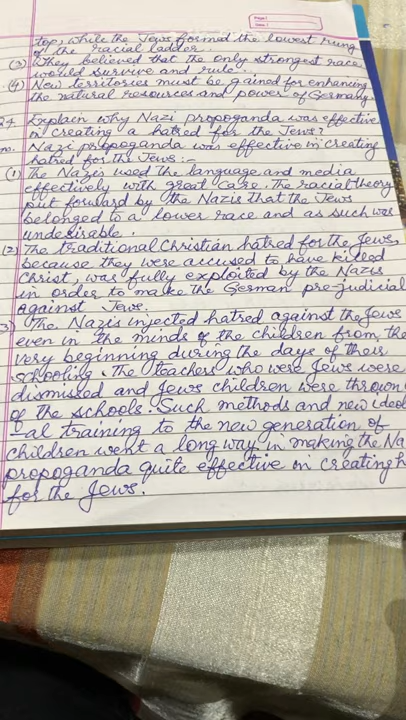 top, while the Jews formed the lowest rung
of the racial ladder.
(3) They believed that the only strongest race
would survive and rule.
(4) New territories must be gained for enhancing
the natural resources and power of Germany.
Explain why Nazi propoganda was effective
in creating a hatred for the Jews?
Nazi propoganda was effective in creating
hatred for the Jews :-
(1) The Nazis used the language and media
effectively with great care. The racial theory
put forward by the Nazis that the Jews
belonged to a lower race and as such was
undesirable.
(2) The traditional Christian hatred for the Jews,
because they were accused to have killed
Christ, was fully exploited by the Nazis
in order to make the German pre-judicial
against Jews.
3) The Nazis injected hatred against the Jews
even in the minds of the children from the
very beginning during the days of their
schooling. The teachers who were Jews were
dismissed and Jews children were thrown
of the schools. Such methods and new ideol
-al training to the new generation of
children went a long way in making the Na
propoganda quite effective in creating h
for the Jews.